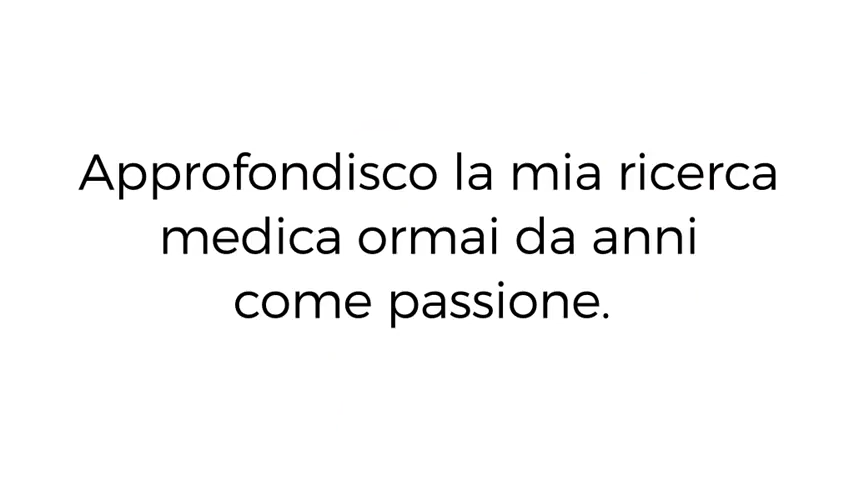 Approfondisco la mia ricerca
medica ormai da anni
come passione.